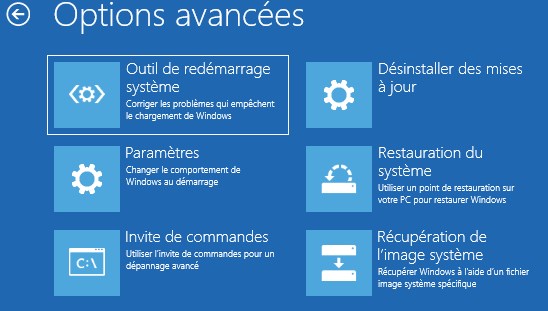 Options avancées
Outil de redémarrage
système
Corriger les problèmes qui empêchent
le chargement de Windows
Désinstaller des mises
à jour
Paramètres
Changer le comportement de
Windows au démarrage
Restauration du
système
Utiliser un point de restauration sur
votre PC pour restaurer Windows
C:\
Invite de commandes
Utiliser l'invite de commandes pour un
dépannage avancé
Récupération de
l'image système
Récupérer Windows à l'aide d'un fichier
image système spécifique